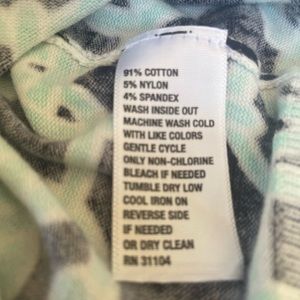 91% COTTON
5% NYLON
4% SPANDEX
WASH INSIDE OUT
MACHINE WASH COLD
WITH LIKE COLORS
GENTLE CYCLE
ONLY NON-CHLORINE
BLEACH IF NEEDED
TUMBLE DRY LOW
COOL IRON ON
REVERSE SIDE
IF NEEDED
OR DRY CLEAN
RN 31104